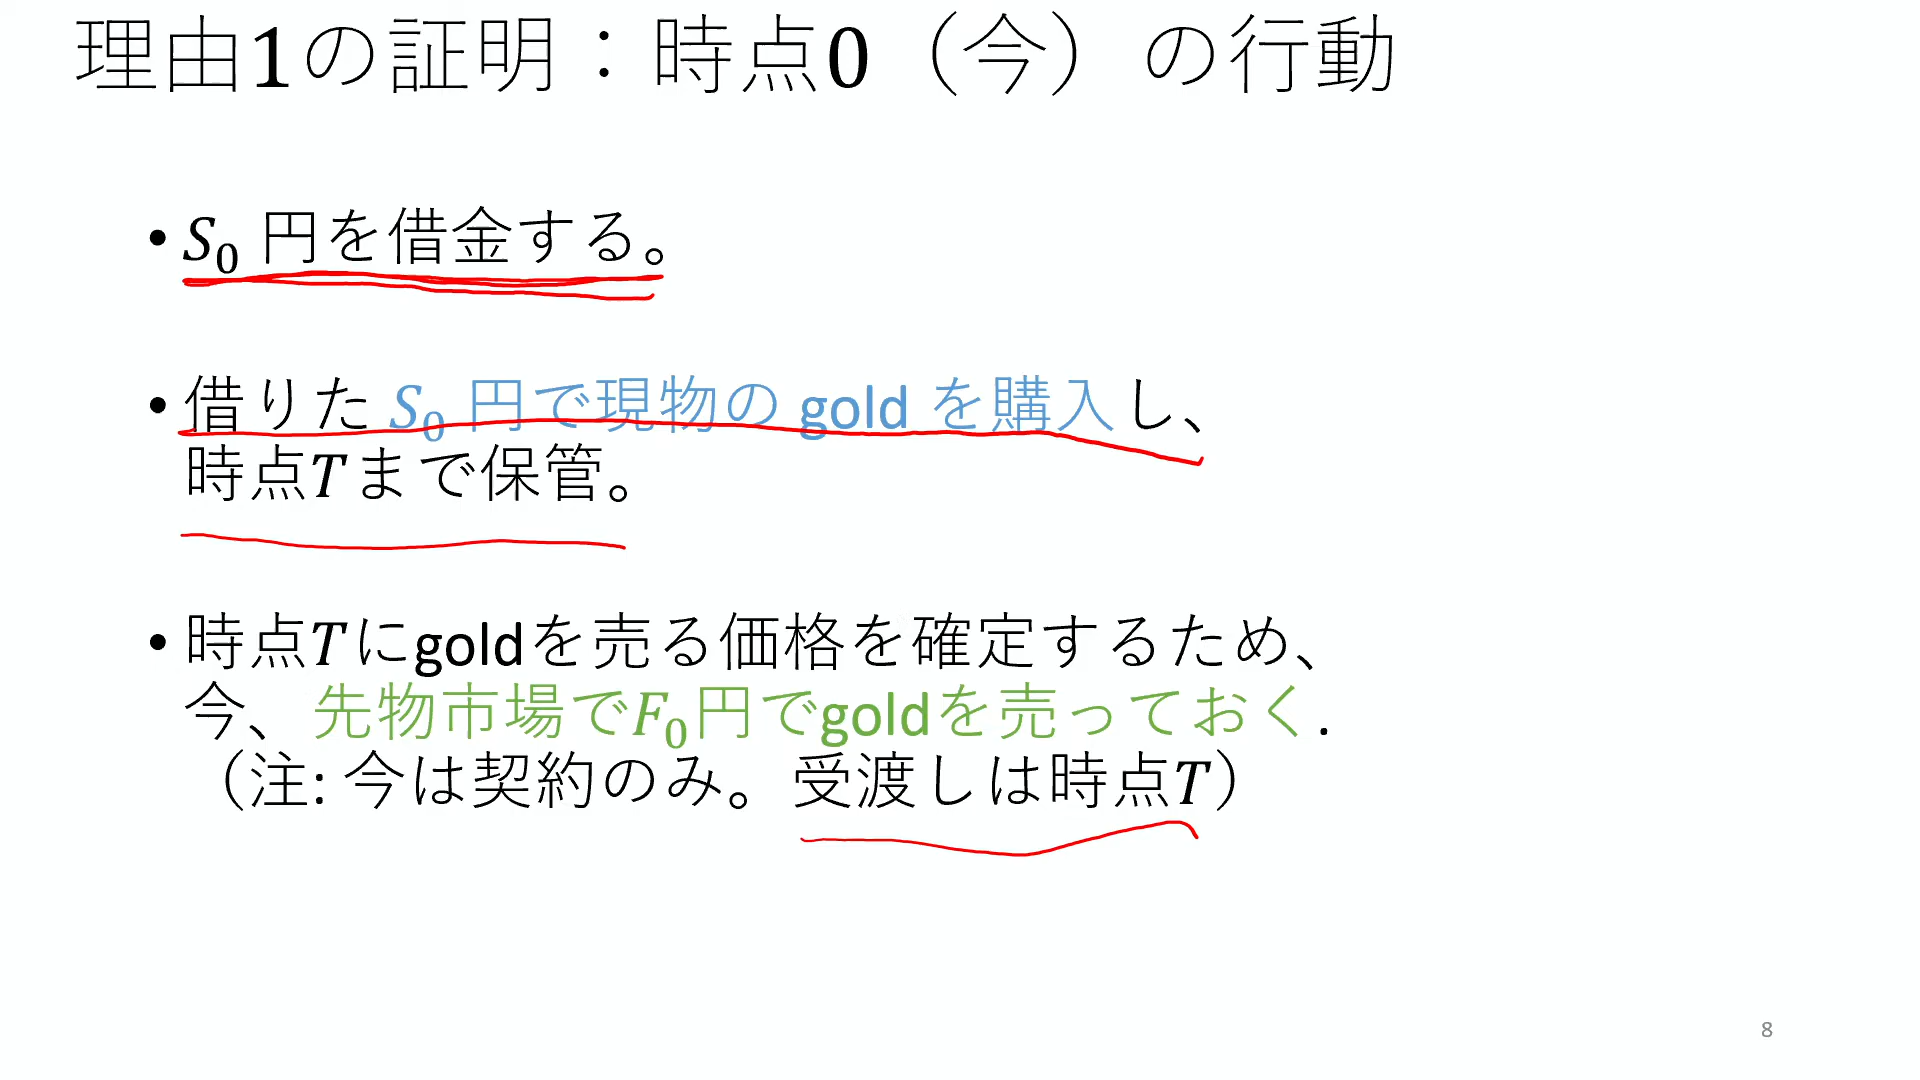 理由1の証明：時点0（今）の行動
• S₀ 円を借金する。
• 借りた S₀ 円で現物の gold を購入し、
時点Tまで保管。
• 時点Tにgoldを売る価格を確定するため、
今、先物市場でF₀円でgoldを売っておく.
（注: 今は契約のみ。受渡しは時点T）
8